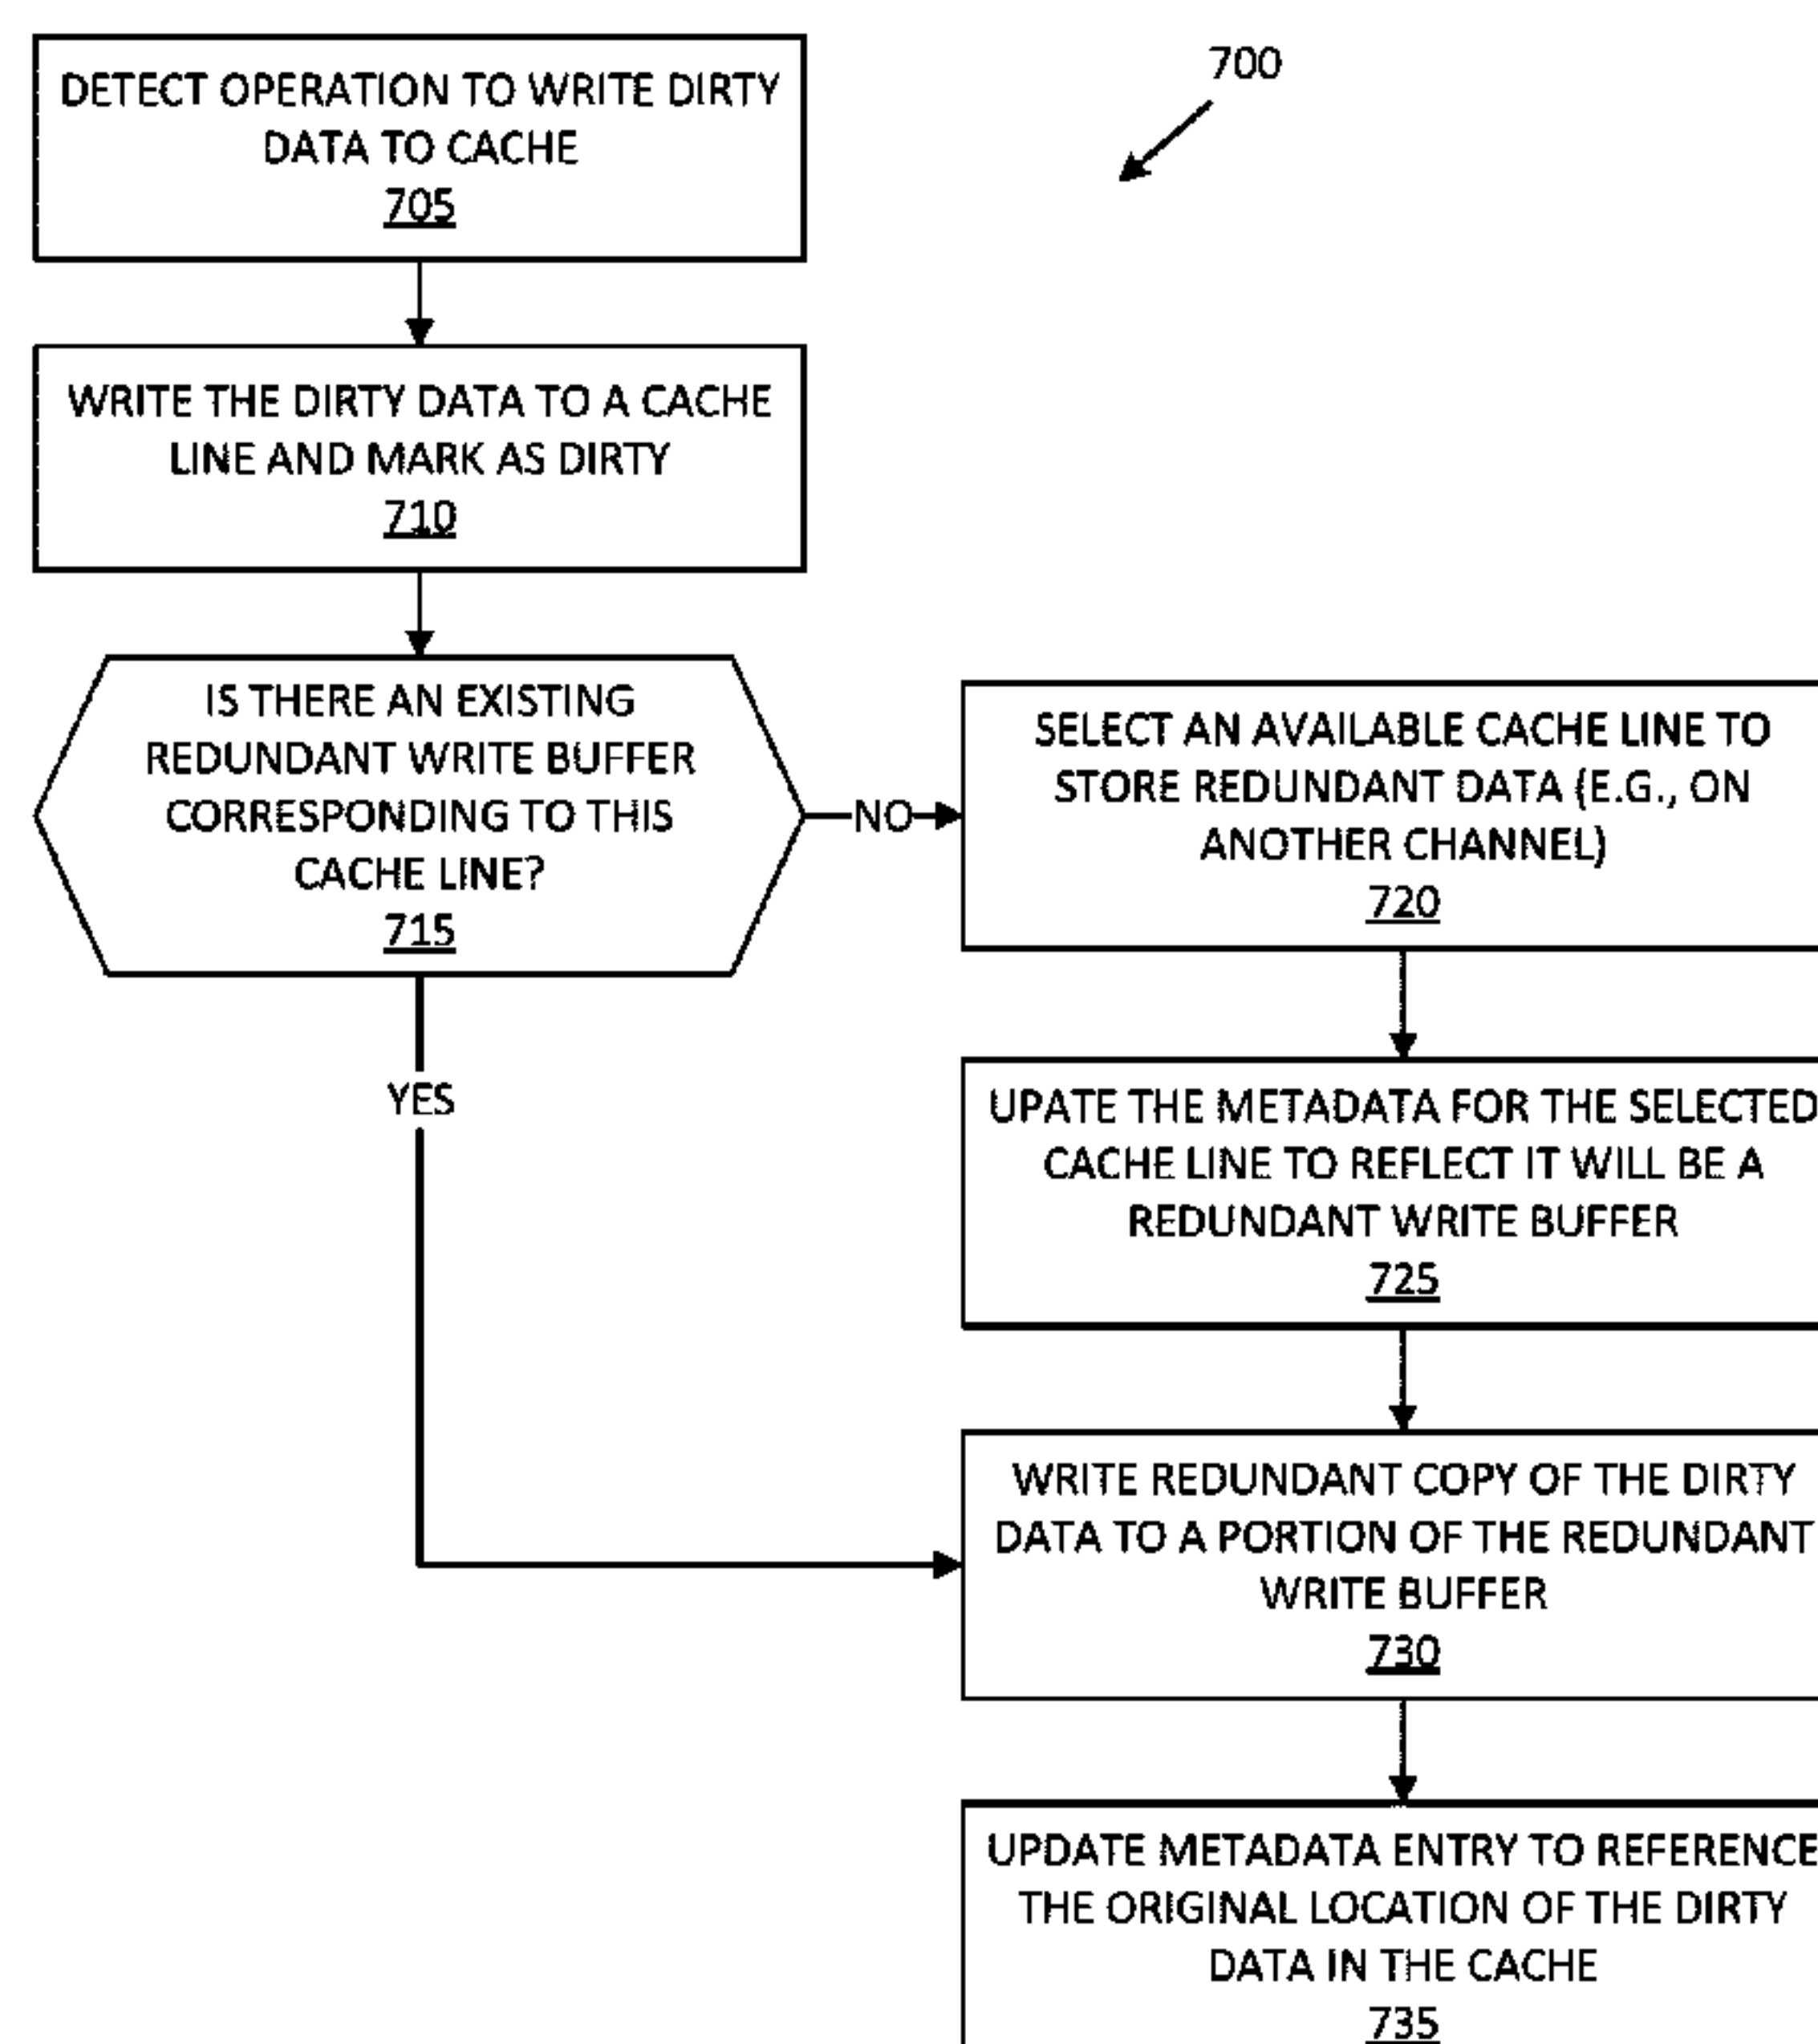 700
DETECT OPERATION TO WRITE DIRTY
DATA TO CACHE
705
WRITE THE DIRTY DATA TO A CACHE
LINE AND MARK AS DIRTY
710
IS THERE AN EXISTING
REDUNDANT WRITE BUFFER
CORRESPONDING TO THIS
CACHE LINE?
715
NO
YES
SELECT AN AVAILABLE CACHE LINE TO
STORE REDUNDANT DATA (E.G., ON
ANOTHER CHANNEL)
720
UPATE THE METADATA FOR THE SELECTED
CACHE LINE TO REFLECT IT WILL BE A
REDUNDANT WRITE BUFFER
725
WRITE REDUNDANT COPY OF THE DIRTY
DATA TO A PORTION OF THE REDUNDANT
WRITE BUFFER
730
UPDATE METADATA ENTRY TO REFERENCE
THE ORIGINAL LOCATION OF THE DIRTY
DATA IN THE CACHE
735